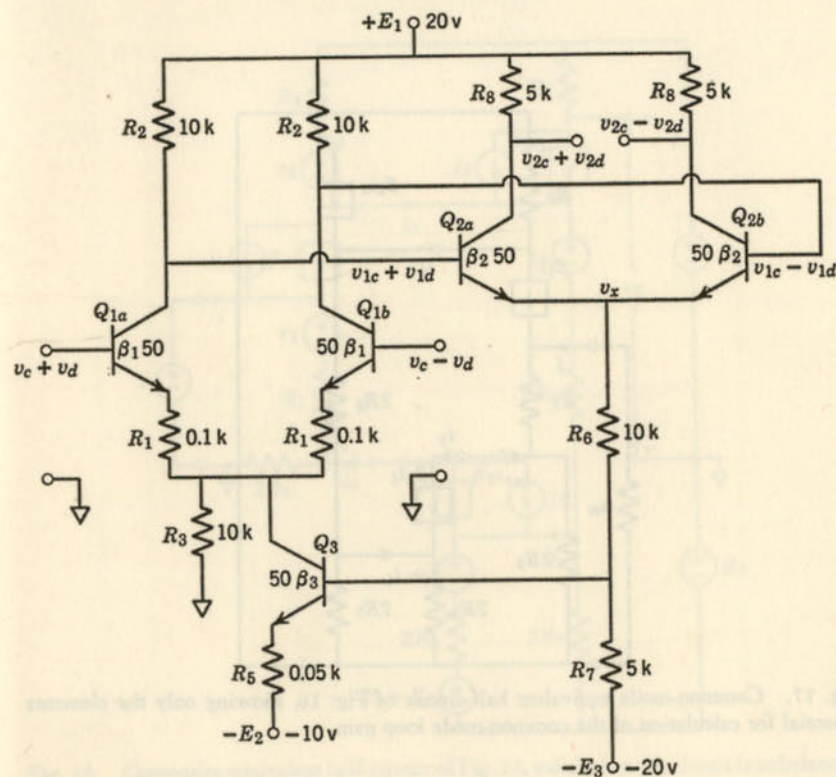 +E₁ 20 v
R₂ 10 k
R₂ 10 k
R₈ 5 k
R₈ 5 k
v₂c + v₂d
v₂c − v₂d
Q₂a
β₂ 50
Q₂b
50 β₂
v₁c + v₁d
v₁c − v₁d
vₓ
Q₁a
β₁ 50
Q₁b
50 β₁
v_c + v_d
v_c − v_d
R₁ 0.1 k
R₁ 0.1 k
R₆ 10 k
R₃ 10 k
Q₃
50 β₃
R₅ 0.05 k
R₇ 5 k
−E₂ −10 v
−E₃ −20 v